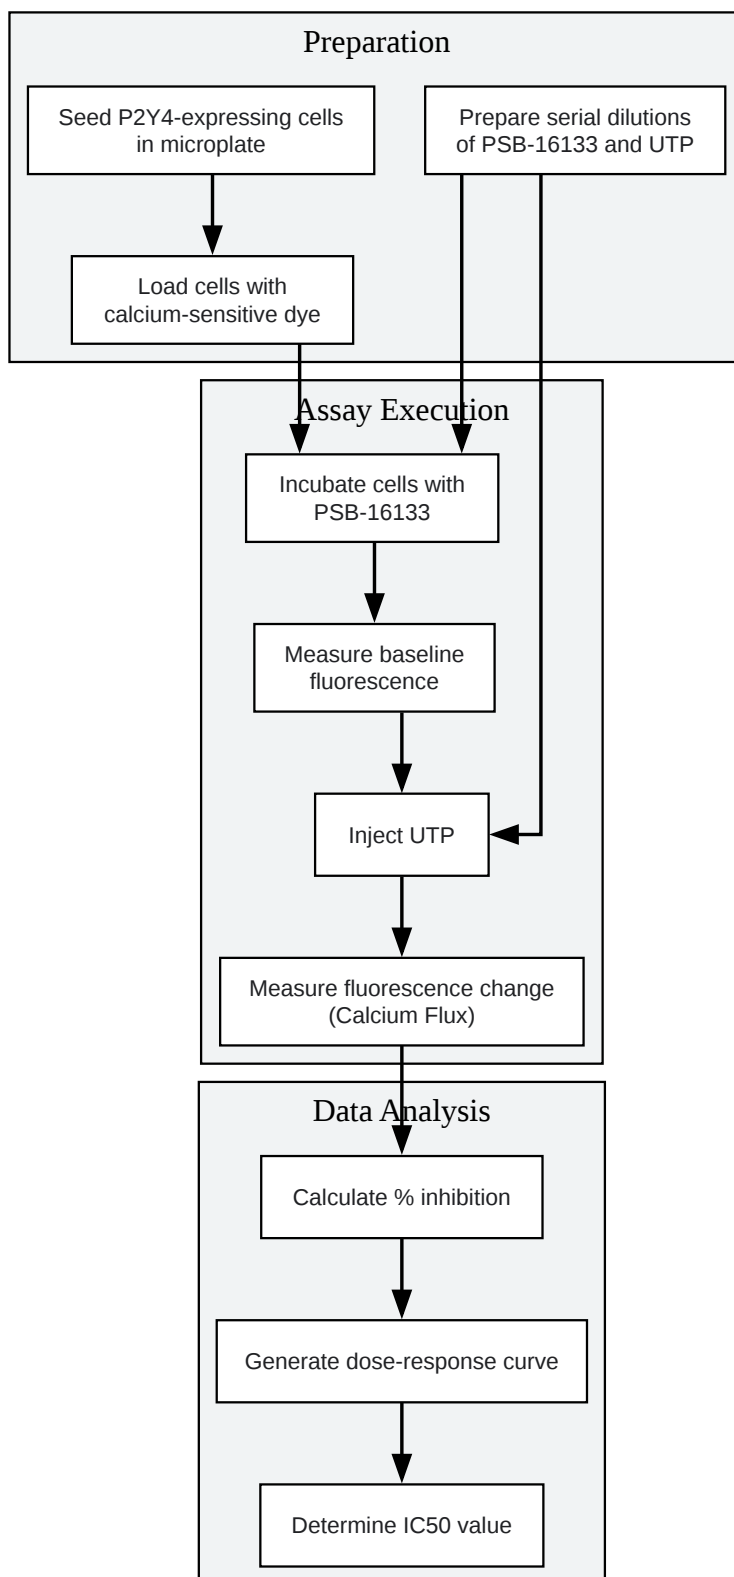 Preparation
Seed P2Y4-expressing cells
in microplate
Prepare serial dilutions
of PSB-16133 and UTP
Load cells with
calcium-sensitive dye
Assay Execution
Incubate cells with
PSB-16133
Measure baseline
fluorescence
Inject UTP
Measure fluorescence change
(Calcium Flux)
Data Analysis
Calculate % inhibition
Generate dose-response curve
Determine IC50 value